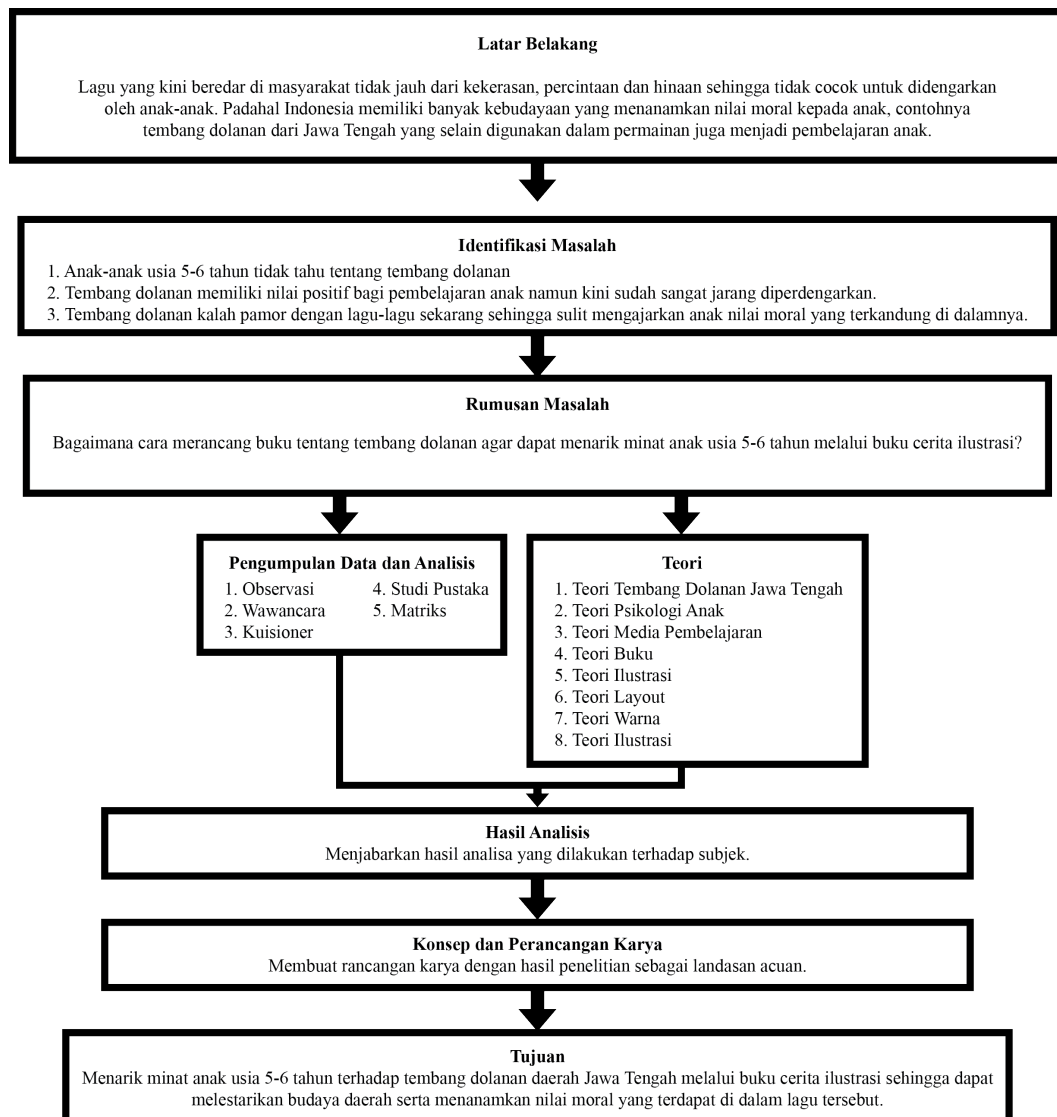 Latar Belakang
Lagu yang kini beredar di masyarakat tidak jauh dari kekerasan, percintaan dan hinaan sehingga tidak cocok untuk didengarkan
oleh anak-anak. Padahal Indonesia memiliki banyak kebudayaan yang menanamkan nilai moral kepada anak, contohnya
tembang dolanan dari Jawa Tengah yang selain digunakan dalam permainan juga menjadi pembelajaran anak.
Identifikasi Masalah
1. Anak-anak usia 5-6 tahun tidak tahu tentang tembang dolanan
2. Tembang dolanan memiliki nilai positif bagi pembelajaran anak namun kini sudah sangat jarang diperdengarkan.
3. Tembang dolanan kalah pamor dengan lagu-lagu sekarang sehingga sulit mengajarkan anak nilai moral yang terkandung di dalamnya.
Rumusan Masalah
Bagaimana cara merancang buku tentang tembang dolanan agar dapat menarik minat anak usia 5-6 tahun melalui buku cerita ilustrasi?
Pengumpulan Data dan Analisis
1. Observasi
2. Wawancara
3. Kuisioner
4. Studi Pustaka
5. Matriks
Teori
1. Teori Tembang Dolanan Jawa Tengah
2. Teori Psikologi Anak
3. Teori Media Pembelajaran
4. Teori Buku
5. Teori Ilustrasi
6. Teori Layout
7. Teori Warna
8. Teori Ilustrasi
Hasil Analisis
Menjabarkan hasil analisa yang dilakukan terhadap subjek.
Konsep dan Perancangan Karya
Membuat rancangan karya dengan hasil penelitian sebagai landasan acuan.
Tujuan
Menarik minat anak usia 5-6 tahun terhadap tembang dolanan daerah Jawa Tengah melalui buku cerita ilustrasi sehingga dapat
melestarikan budaya daerah serta menanamkan nilai moral yang terdapat di dalam lagu tersebut.